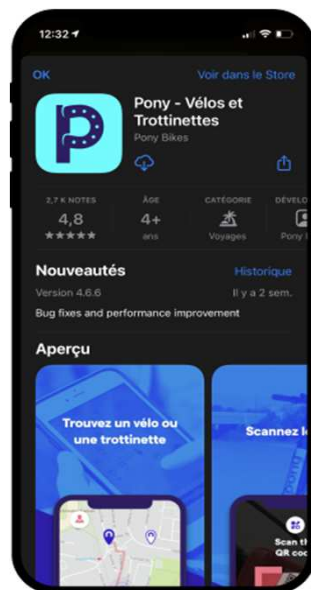 12:32
OK
Voir dans le Store
Pony - Vélos et
Trottinettes
Pony Bikes
2,7 K NOTES
ÂGE
CATÉGORIE
DÉVELO
4,8
4+
★★★★★
ans
Voyages
Pony
Nouveautés
Historique
Version 4.6.6
Il y a 2 sem.
Bug fixes and performance improvement
Aperçu
Trouvez un vélo ou
une trottinette
Scannez l
Scan th
QR cod